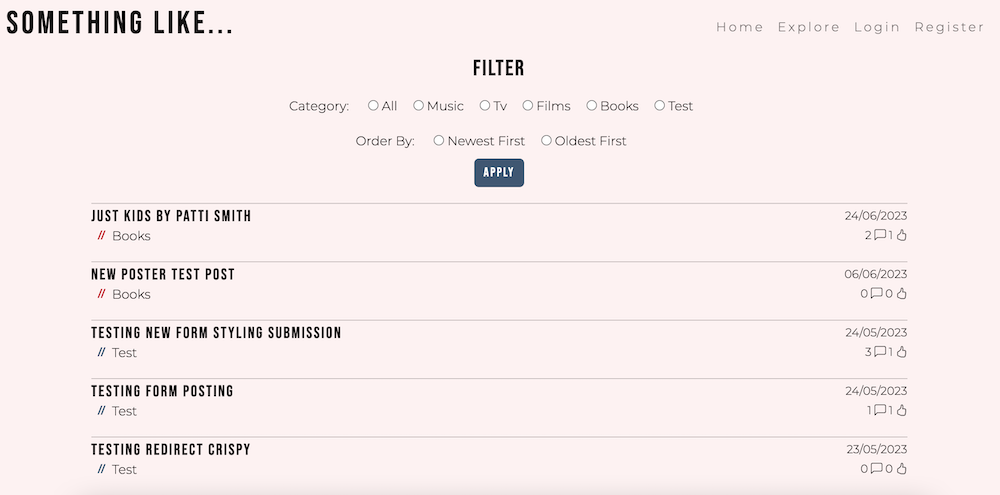 SOMETHING LIKE...
Home Explore Login Register
FILTER
Category: All Music Tv Films Books Test
Order By: Newest First Oldest First
APPLY
JUST KIDS BY PATTI SMITH 24/06/2023
// Books 2 1
NEW POSTER TEST POST 06/06/2023
// Books 0 0
TESTING NEW FORM STYLING SUBMISSION 24/05/2023
// Test 3 1
TESTING FORM POSTING 24/05/2023
// Test 1 1
TESTING REDIRECT CRISPY 23/05/2023
// Test 0 0